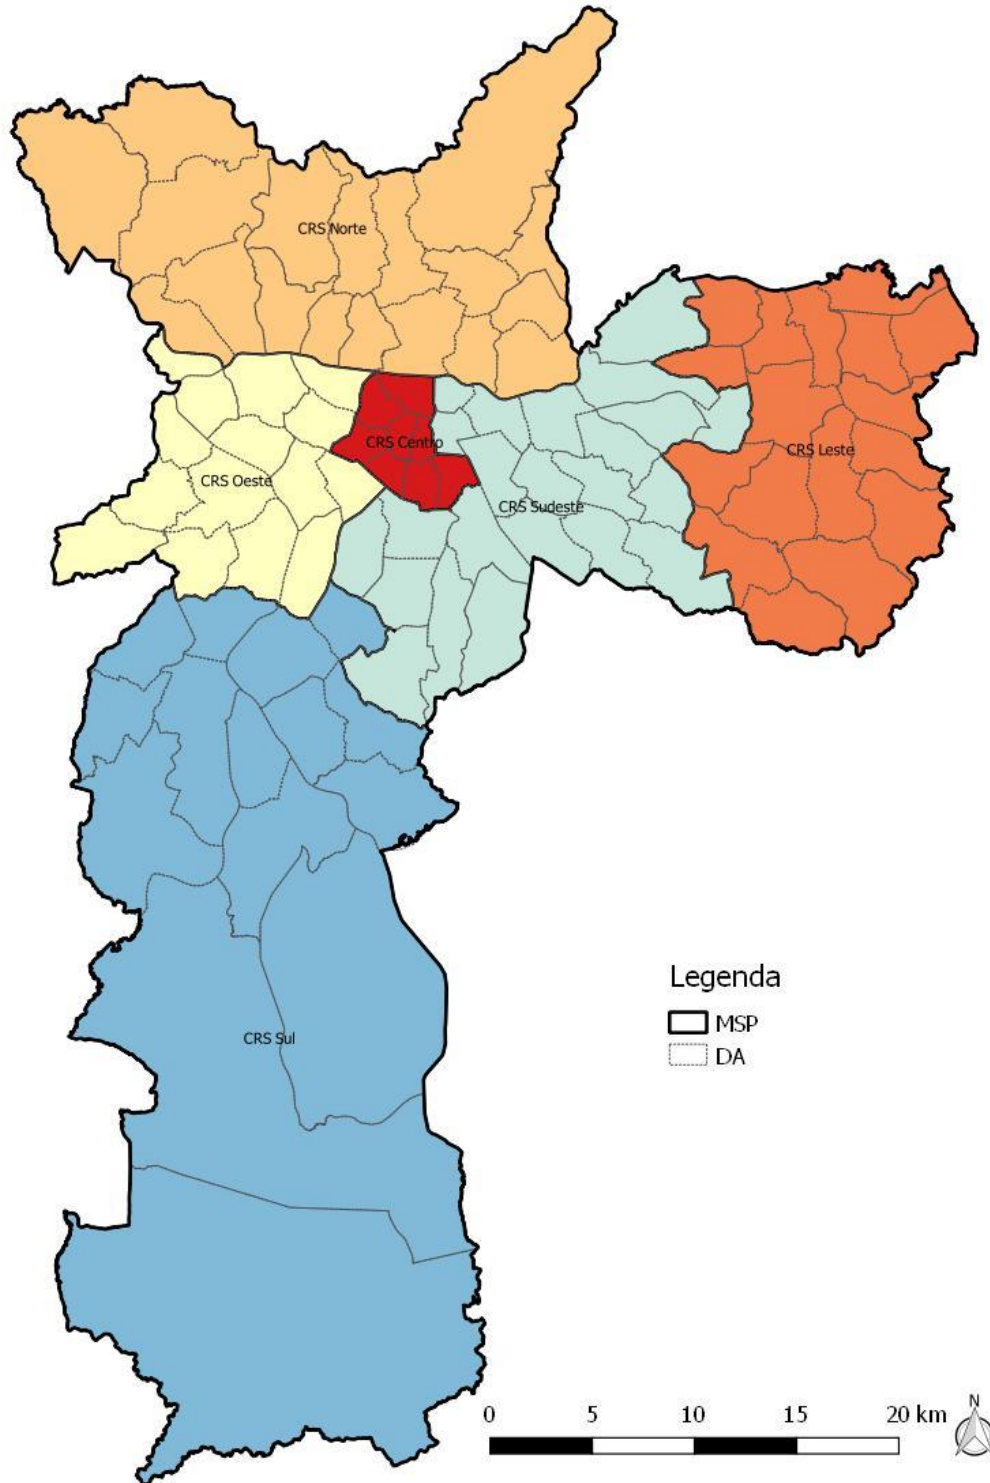 CRS Norte
CRS Centro
CRS Leste
CRS Oeste
CRS Sudeste
Legenda
MSP
DA
CRS Sul
N
0 5 10 15 20 km